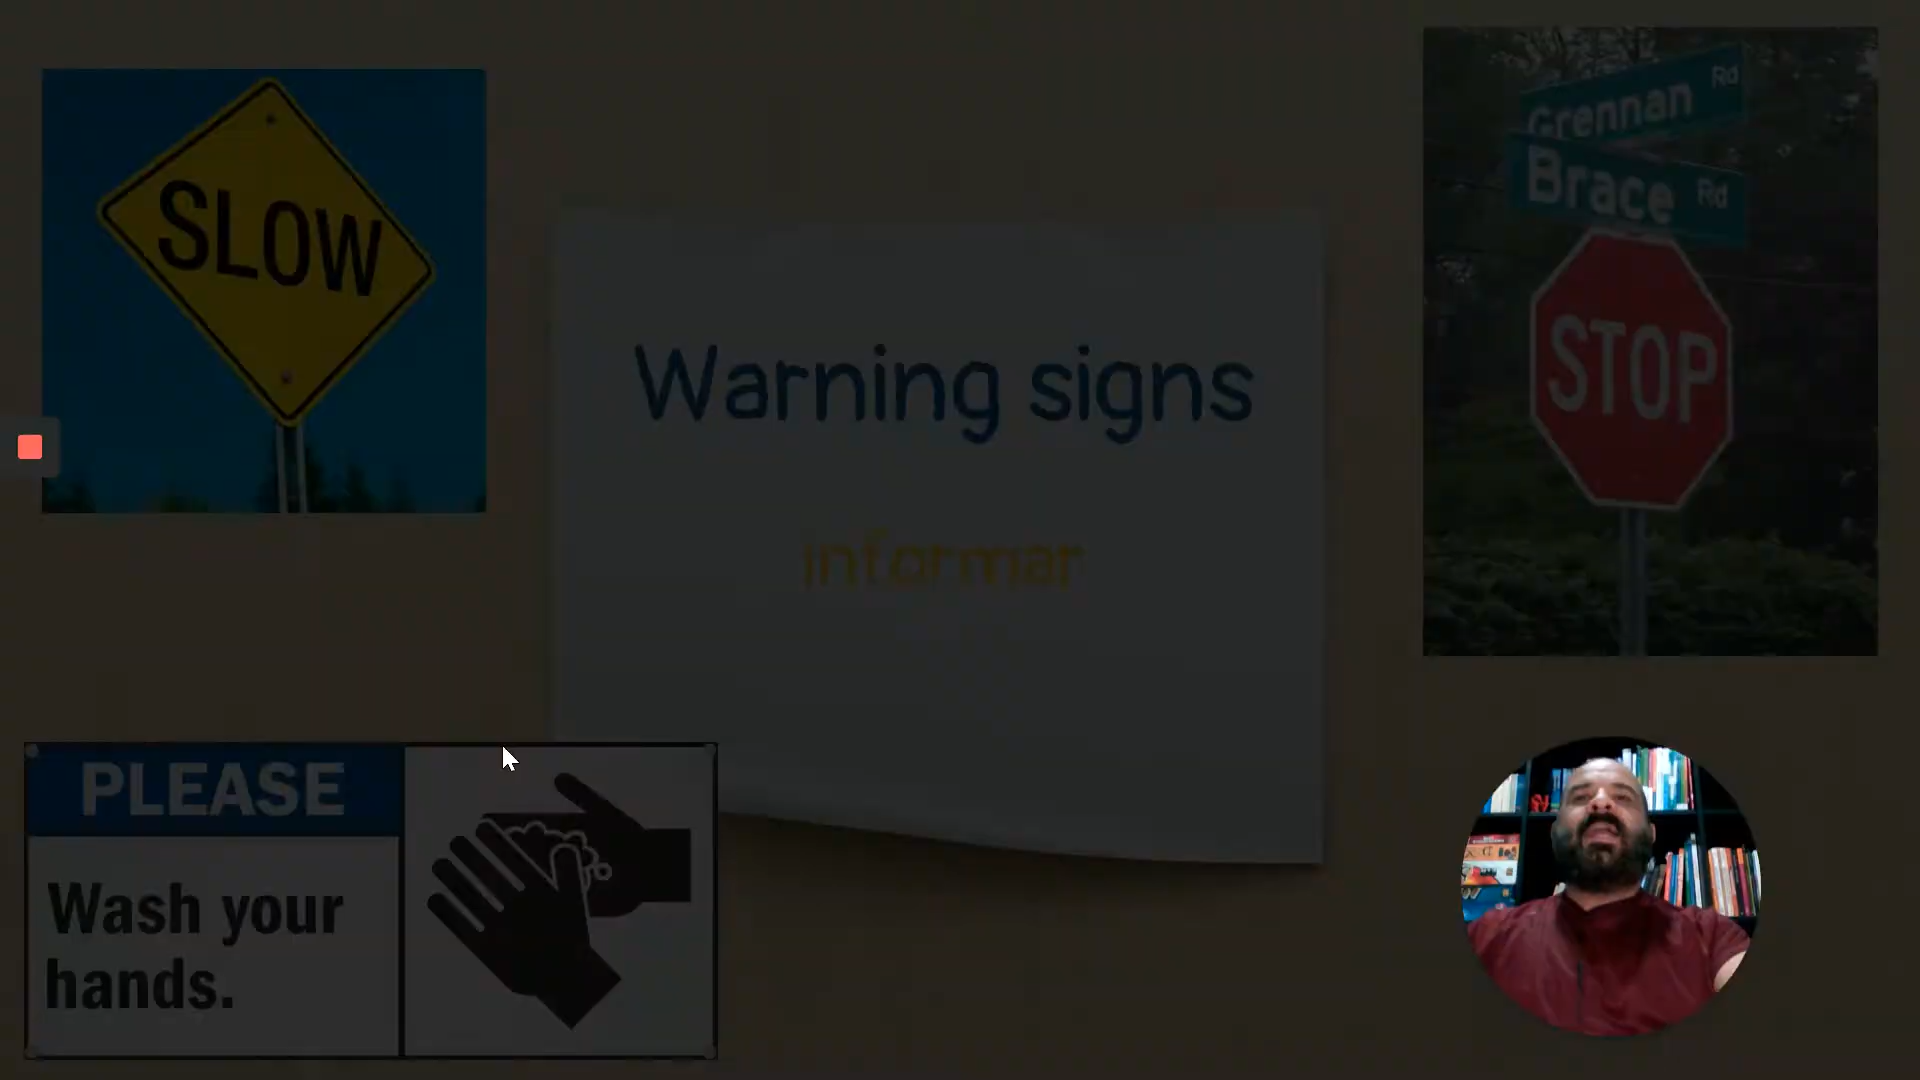 SLOW
Warning signs
informar
Grennan Rd
Brace Rd
STOP
PLEASE
Wash your
hands.